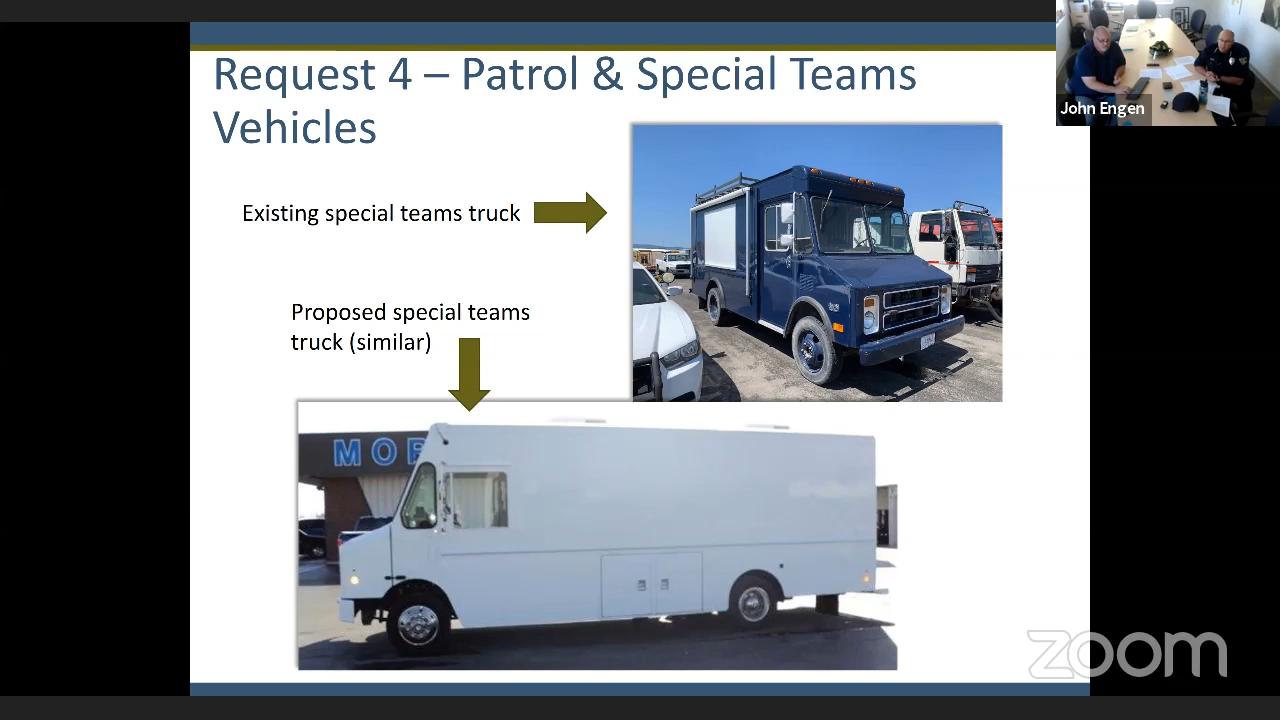 Request 4 – Patrol & Special Teams
Vehicles
John Engen
Existing special teams truck
Proposed special teams
truck (similar)
MOR
zoom